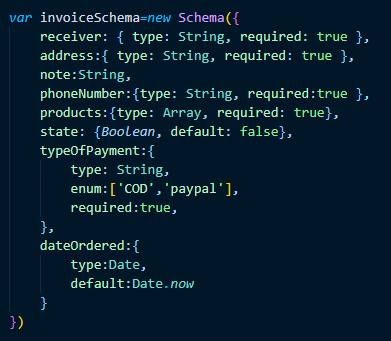 var invoiceSchema=new Schema({
    receiver: { type: String, required: true },
    address:{ type: String, required: true },
    note:String,
    phoneNumber:{type: String, required:true },
    products:{type: Array, required: true},
    state: {BooLean, default: false},
    typeOfPayment:{
        type: String,
        enum:['COD','paypal'],
        required:true,
    },
    dateOrdered:{
        type:Date,
        default:Date.now
    }
})